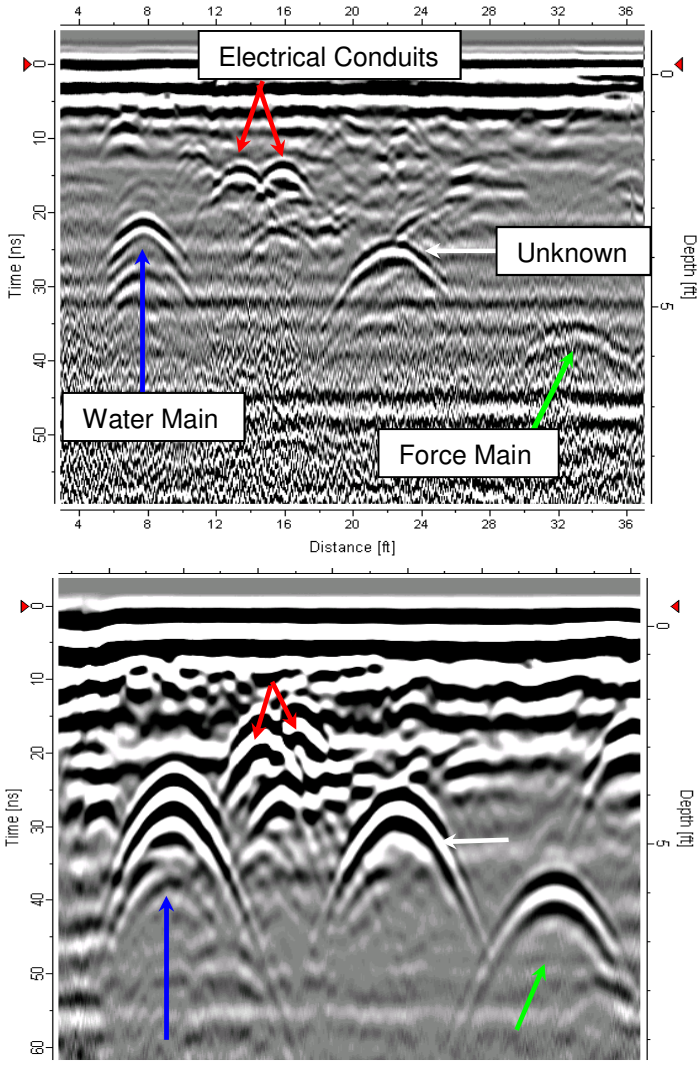 4 8 12 16 20 24 28 32 36
Electrical Conduits
0 0
10
20
Unknown
Time [ns] Depth [ft]
30 5
40
Water Main
50
Force Main
4 8 12 16 20 24 28 32 36
Distance [ft]
0 0
10
20
Time [ns] Depth [ft]
30 5
40
50
60